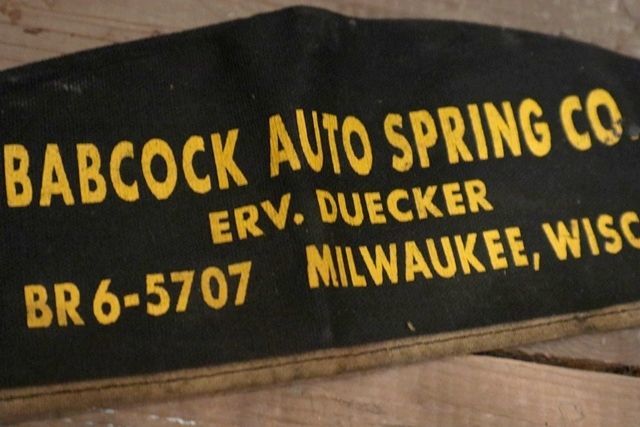 BABCOCK AUTO SPRING CO.
ERV. DUECKER
BR 6-5707 MILWAUKEE, WISC